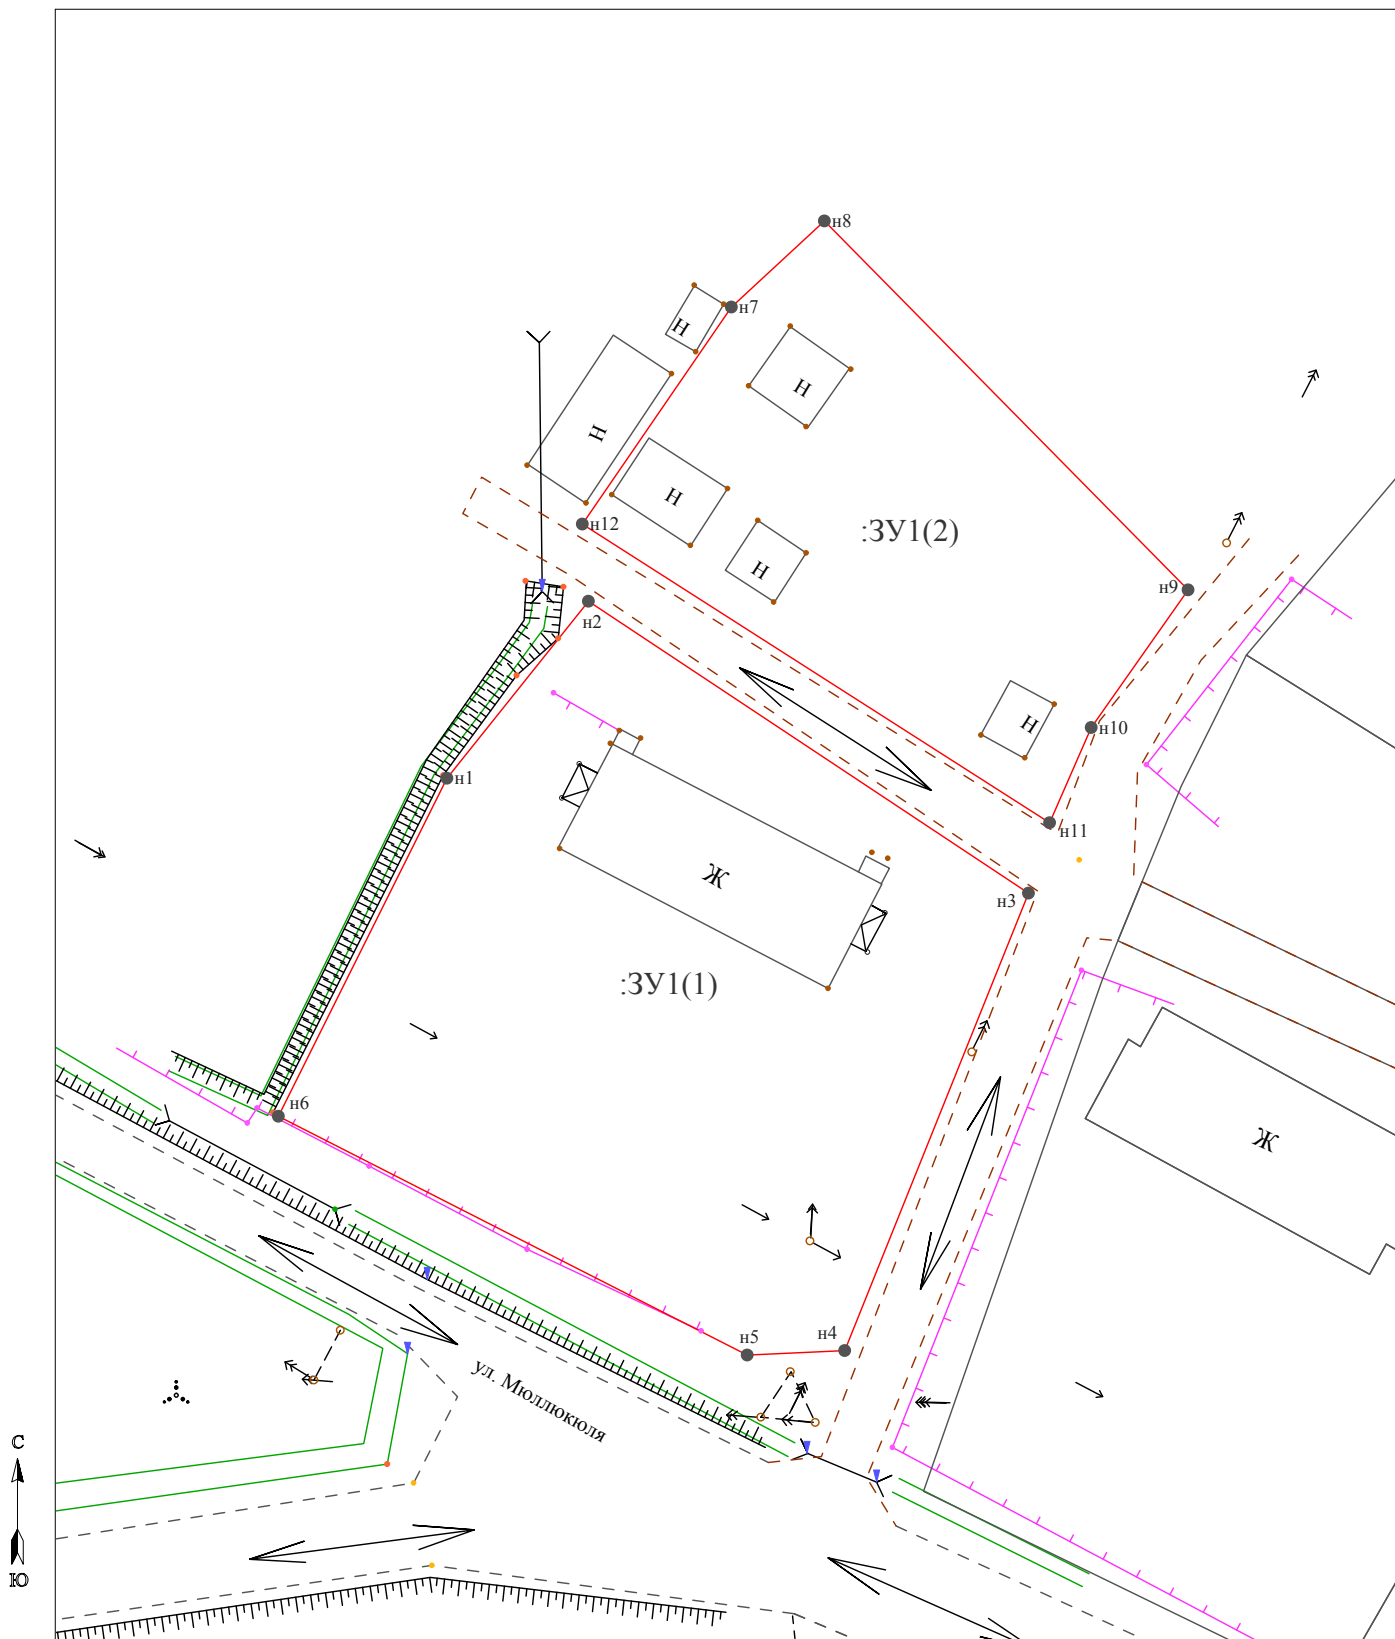 н8
н7
Н
Н
Н
Н
н12
:ЗУ1(2)
Н
н9
н2
Н
н10
н1
н11
Ж
н3
:ЗУ1(1)
н6
Ж
н5
н4
ул. Мюллюкюля
С
Ю